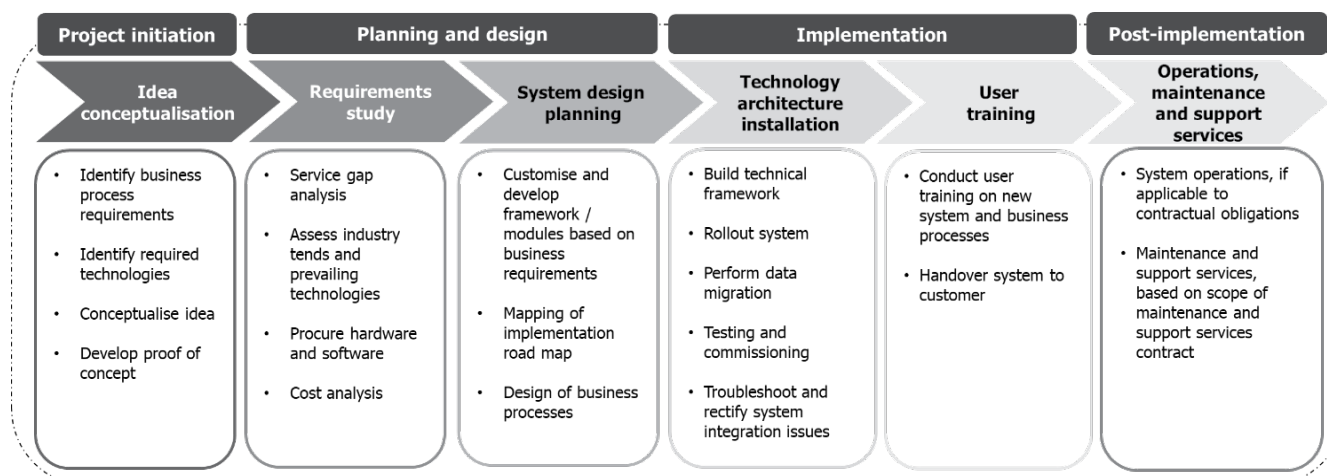 Project initiation
Planning and design
Implementation
Post-implementation
Idea
conceptualisation
Requirements
study
System design
planning
Technology
architecture
installation
User
training
Operations,
maintenance
and support
services
• Identify business
process
requirements
• Identify required
technologies
• Conceptualise idea
• Develop proof of
concept
• Service gap
analysis
• Assess industry
tends and
prevailing
technologies
• Procure hardware
and software
• Cost analysis
• Customise and
develop
framework /
modules based on
business
requirements
• Mapping of
implementation
road map
• Design of business
processes
• Build technical
framework
• Rollout system
• Perform data
migration
• Testing and
commissioning
• Troubleshoot and
rectify system
integration issues
• Conduct user
training on new
system and business
processes
• Handover system to
customer
• System operations, if
applicable to
contractual obligations
• Maintenance and
support services,
based on scope of
maintenance and
support services
contract